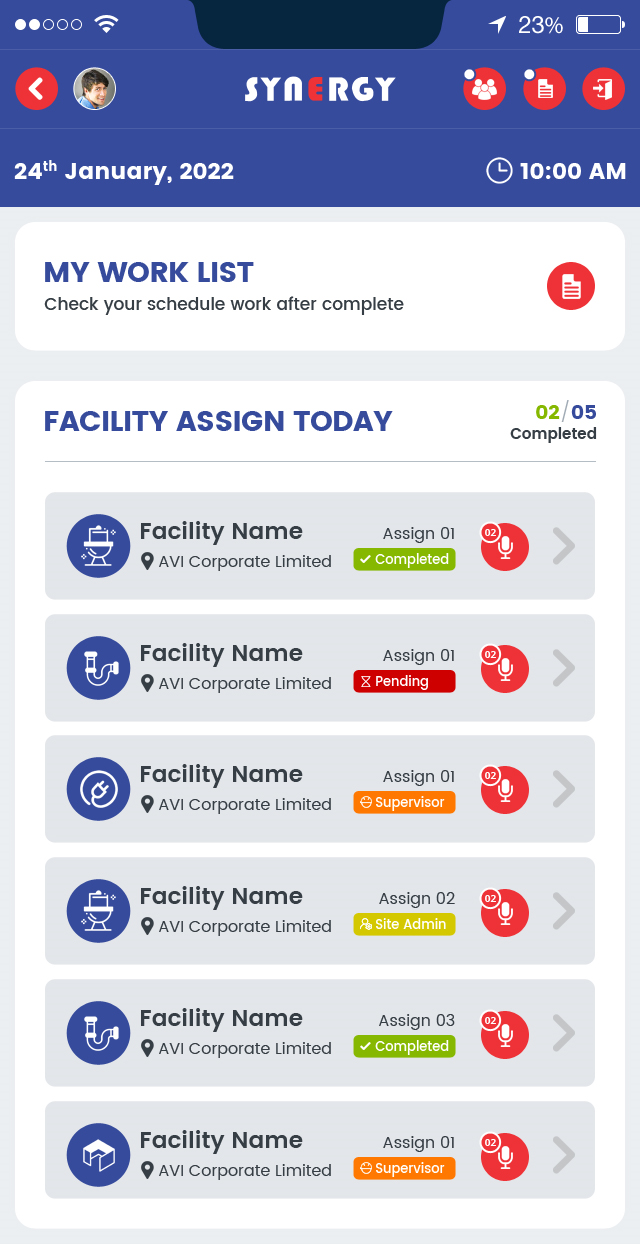 23%
SYNERGY
24th January, 2022
10:00 AM
MY WORK LIST
Check your schedule work after complete
FACILITY ASSIGN TODAY
02/05
Completed
Facility Name
Assign 01
AVI Corporate Limited
Completed
02
Facility Name
Assign 01
AVI Corporate Limited
Pending
02
Facility Name
Assign 01
AVI Corporate Limited
Supervisor
02
Facility Name
Assign 02
AVI Corporate Limited
Site Admin
02
Facility Name
Assign 03
AVI Corporate Limited
Completed
02
Facility Name
Assign 01
AVI Corporate Limited
Supervisor
02